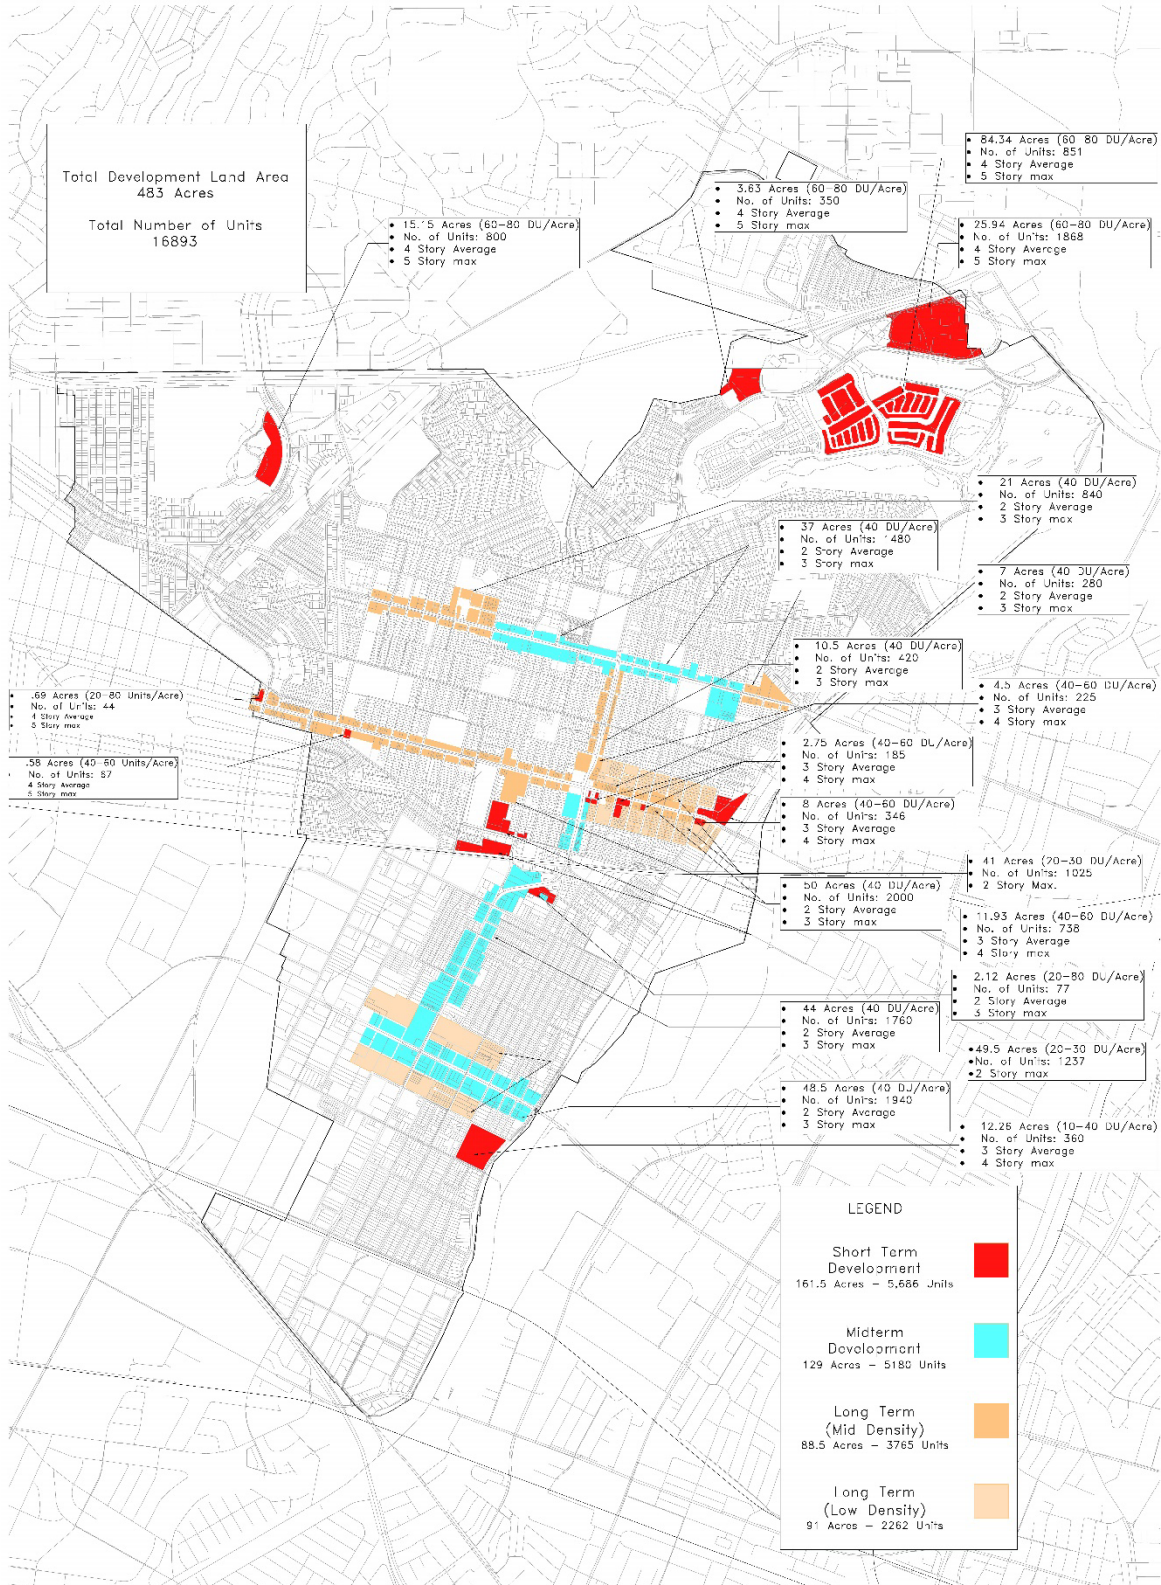 Total Development Land Area
483 Acres
Total Number of Units
16893
• 84.34 Acres (60 80 DU/Acre)
• No. of Units: 851
• 4 Story Average
• 5 Story max
• 3.63 Acres (60-80 DU/Acre)
• No. of Units: 350
• 4 Story Average
• 5 Story max
• 15.15 Acres (60-80 DU/Acre)
• No. of Units: 800
• 4 Story Average
• 5 Story max
• 25.94 Acres (60-80 DU/Acre)
• No. of Units: 1868
• 4 Story Average
• 5 Story max
• 21 Acres (40 DU/Acre)
• No. of Units: 840
• 2 Story Average
• 3 Story max
• 37 Acres (40 DU/Acre)
• No. of Units: 1480
• 2 Story Average
• 3 Story max
• 7 Acres (40 DU/Acre)
• No. of Units: 280
• 2 Story Average
• 3 Story max
• 10.5 Acres (40 DU/Acre)
• No. of Units: 420
• 2 Story Average
• 3 Story max
• .69 Acres (20-80 Units/Acre)
• No. of Units: 44
• 4 Story Average
• 5 Story max
• 4.5 Acres (40-60 DU/Acre)
• No. of Units: 225
• 3 Story Average
• 4 Story max
• 2.75 Acres (40-60 DU/Acre)
• No. of Units: 185
• 3 Story Average
• 4 Story max
.58 Acres (40-60 Units/Acre)
No. of Units: 67
4 Story Average
5 Story max
• 8 Acres (40-60 DU/Acre)
• No. of Units: 346
• 3 Story Average
• 4 Story max
• 41 Acres (20-30 DU/Acre)
• No. of Units: 1025
• 2 Story Max.
• 50 Acres (40 DU/Acre)
• No. of Units: 2000
• 2 Story Average
• 3 Story max
• 11.93 Acres (40-60 DU/Acre)
• No. of Units: 738
• 3 Story Average
• 4 Story max
• 2.12 Acres (20-80 DU/Acre)
• No. of Units: 77
• 2 Story Average
• 3 Story max
• 44 Acres (40 DU/Acre)
• No. of Units: 1760
• 2 Story Average
• 3 Story max
• 49.5 Acres (20-30 DU/Acre)
• No. of Units: 1237
• 2 Story max
• 48.5 Acres (40 DU/Acre)
• No. of Units: 1940
• 2 Story Average
• 3 Story max
• 12.26 Acres (10-40 DU/Acre)
• No. of Units: 360
• 3 Story Average
• 4 Story max
LEGEND
Short Term
Development
161.5 Acres – 5,686 Units
Midterm
Development
129 Acres – 5180 Units
Long Term
(Mid Density)
88.5 Acres – 3765 Units
Long Term
(Low Density)
91 Acres – 2262 Units